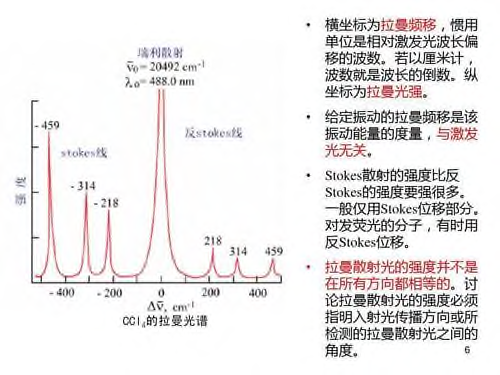 瑞利散射
ν̄0= 20492 cm-1
λ0= 488.0 nm
- 459
反stokes线
stokes线
- 314
- 218
218
314
459
强 度
- 400
- 200
0
200
400
Δν̄, cm-1
CCl4的拉曼光谱
• 横坐标为拉曼频移，惯用
单位是相对激发光波长偏
移的波数。若以厘米计，
波数就是波长的倒数。纵
坐标为拉曼光强。
• 给定振动的拉曼频移是该
振动能量的度量，与激发
光无关。
• Stokes散射的强度比反
Stokes的强度要强很多。
一般仅用Stokes位移部分。
对发荧光的分子，有时用
反Stokes位移。
• 拉曼散射光的强度并不是
在所有方向都相等的。讨
论拉曼散射光的强度必须
指明入射光传播方向或所
检测的拉曼散射光之间的
角度。
6